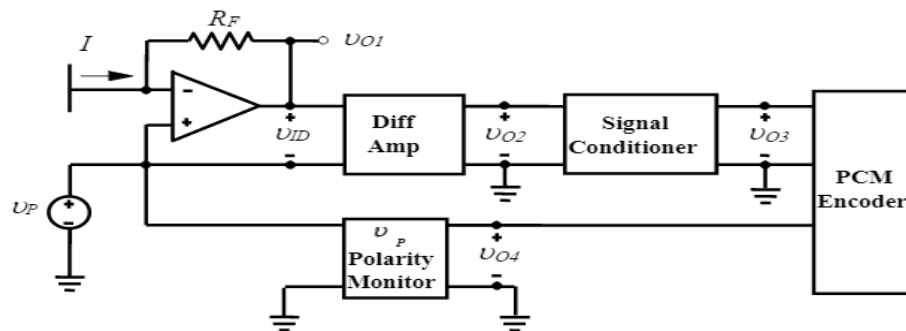 R_F
υ_O1
I
-
+
+
υ_ID
-
Diff
Amp
+
υ_O2
-
Signal
Conditioner
+
υ_O3
-
PCM
Encoder
υ_P
+
-
υ_P
Polarity
Monitor
+
υ_O4
-